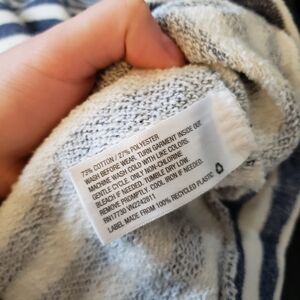 73% COTTON / 27% POLYESTER
WASH BEFORE WEAR. TURN GARMENT INSIDE OUT
MACHINE WASH COLD WITH LIKE COLORS.
GENTLE CYCLE. ONLY NON-CHLORINE
BLEACH IF NEEDED. TUMBLE DRY LOW.
REMOVE PROMPTLY. COOL IRON IF NEEDED.
RN17730 VN2242911
LABEL MADE FROM 100% RECYCLED PLASTIC